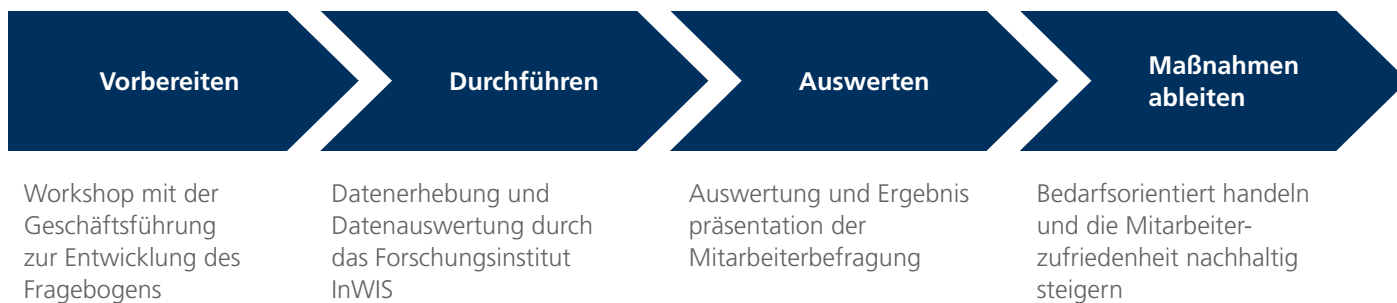 Vorbereiten
Durchführen
Auswerten
Maßnahmen
ableiten
Workshop mit der
Geschäftsführung
zur Entwicklung des
Fragebogens
Datenerhebung und
Datenauswertung durch
das Forschungsinstitut
InWIS
Auswertung und Ergebnis
präsentation der
Mitarbeiterbefragung
Bedarfsorientiert handeln
und die Mitarbeiter-
zufriedenheit nachhaltig
steigern